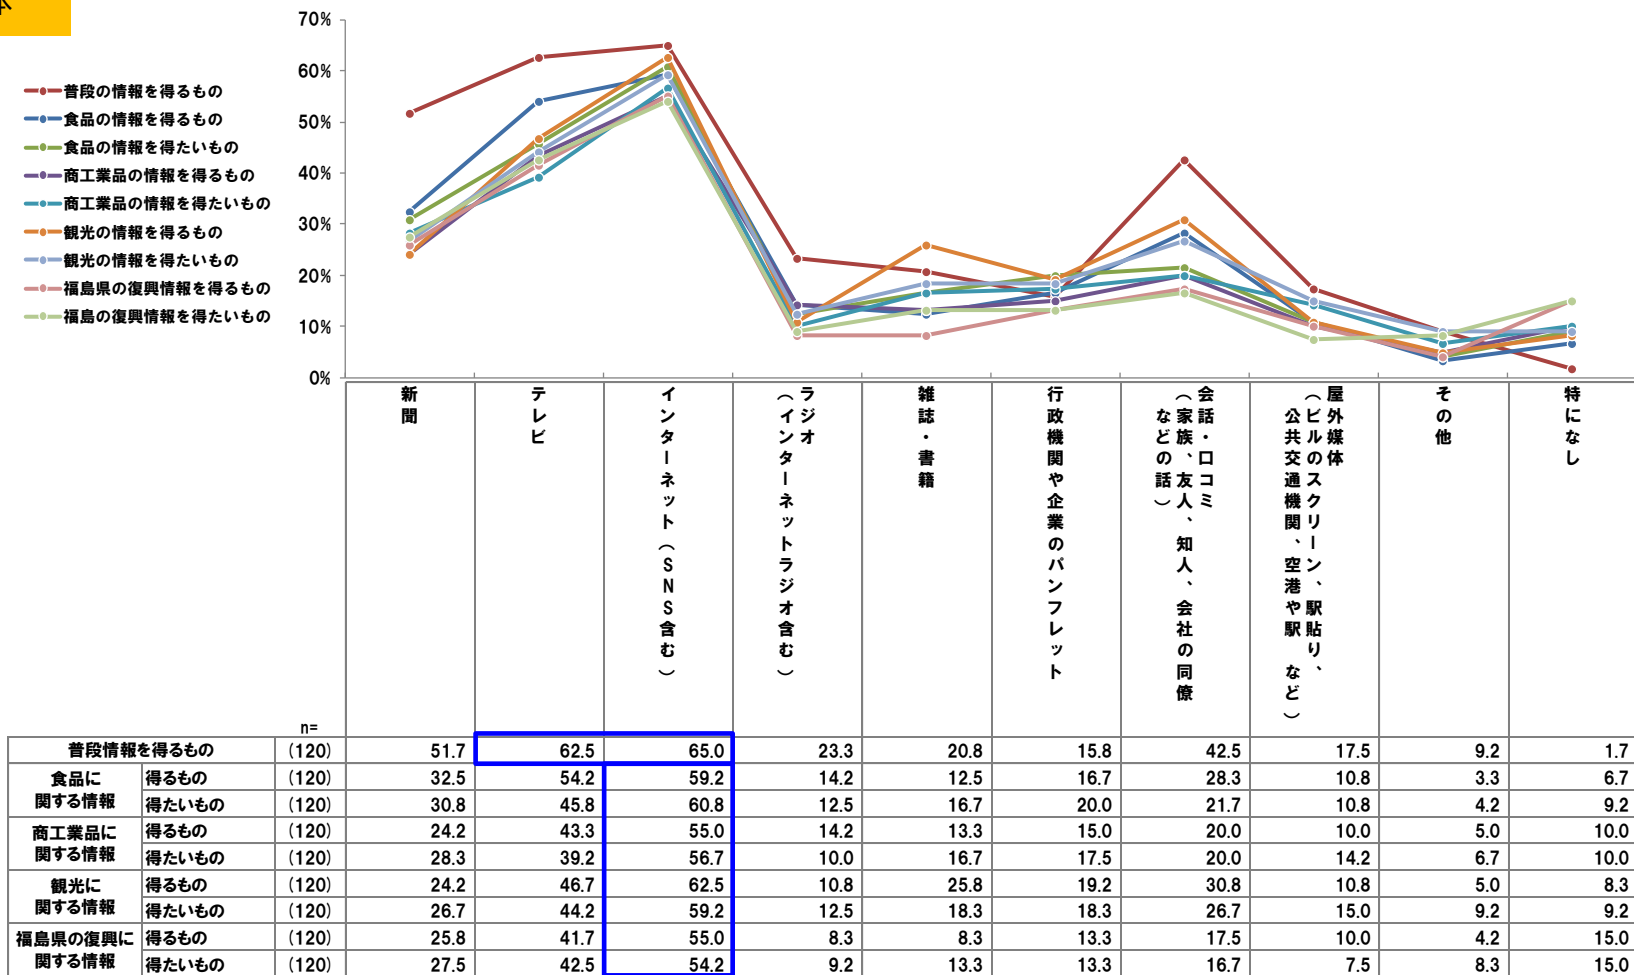 本
70%
60%
50%
40%
30%
20%
10%
0%
普段の情報を得るもの
食品の情報を得るもの
食品の情報を得たいもの
商工業品の情報を得るもの
商工業品の情報を得たいもの
観光の情報を得るもの
観光の情報を得たいもの
福島県の復興情報を得るもの
福島の復興情報を得たいもの
新聞
テレビ
インターネット（SNS含む）
ラジオ
（インターネットラジオ含む）
雑誌・書籍
行政機関や企業のパンフレット
会話・口コミ
（家族、友人、知人、会社の同僚
などの話）
屋外媒体
（ビルのスクリーン、駅貼り、
公共交通機関、空港や駅 など）
その他
特になし
n=
普段情報を得るもの (120) 51.7 62.5 65.0 23.3 20.8 15.8 42.5 17.5 9.2 1.7
食品に
関する情報
得るもの (120) 32.5 54.2 59.2 14.2 12.5 16.7 28.3 10.8 3.3 6.7
得たいもの (120) 30.8 45.8 60.8 12.5 16.7 20.0 21.7 10.8 4.2 9.2
商工業品に
関する情報
得るもの (120) 24.2 43.3 55.0 14.2 13.3 15.0 20.0 10.0 5.0 10.0
得たいもの (120) 28.3 39.2 56.7 10.0 16.7 17.5 20.0 14.2 6.7 10.0
観光に
関する情報
得るもの (120) 24.2 46.7 62.5 10.8 25.8 19.2 30.8 10.8 5.0 8.3
得たいもの (120) 26.7 44.2 59.2 12.5 18.3 18.3 26.7 15.0 9.2 9.2
福島県の復興に
関する情報
得るもの (120) 25.8 41.7 55.0 8.3 8.3 13.3 17.5 10.0 4.2 15.0
得たいもの (120) 27.5 42.5 54.2 9.2 13.3 13.3 16.7 7.5 8.3 15.0